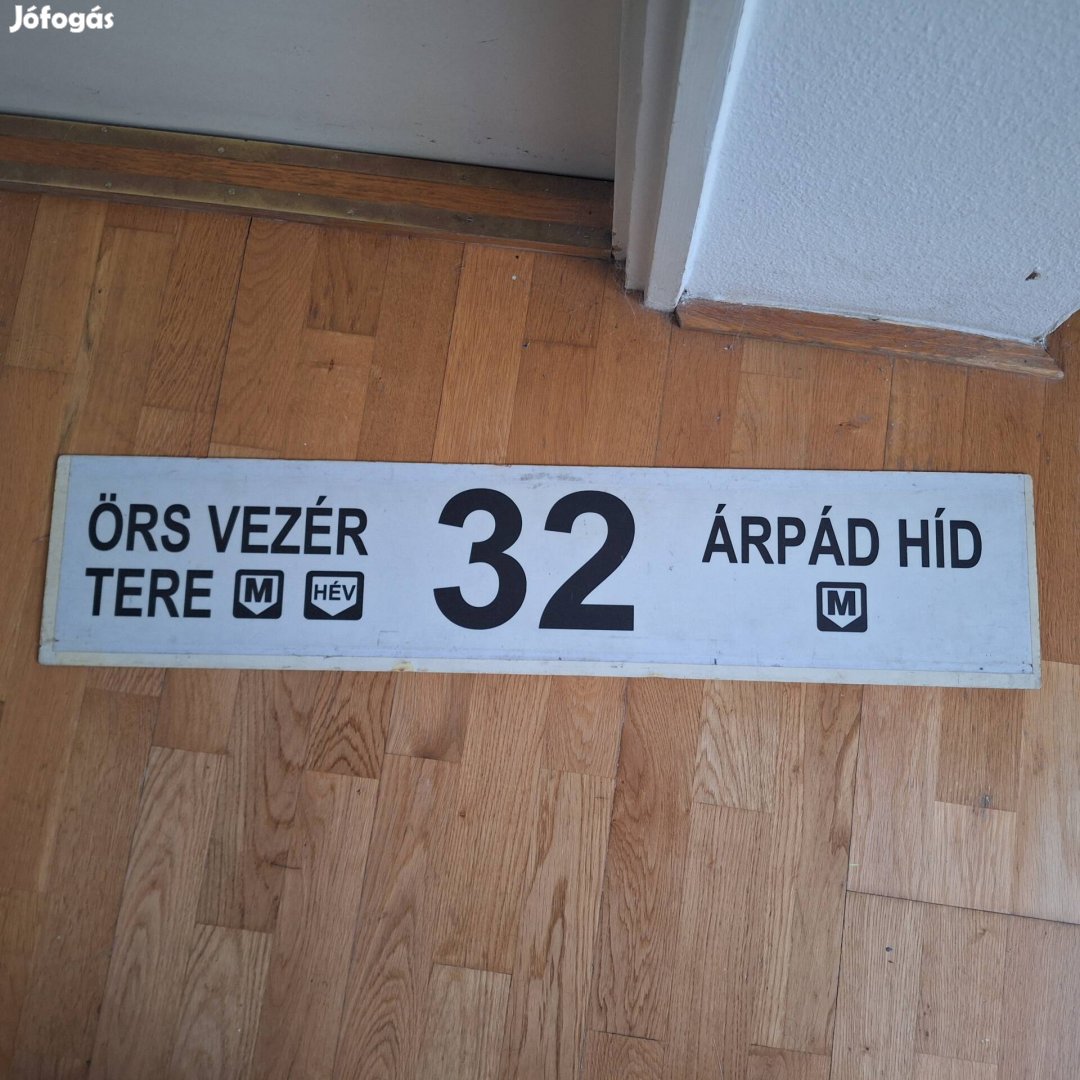 Jófogás
ÖRS VEZÉR
TERE M HÉV
32
ÁRPÁD HÍD
M